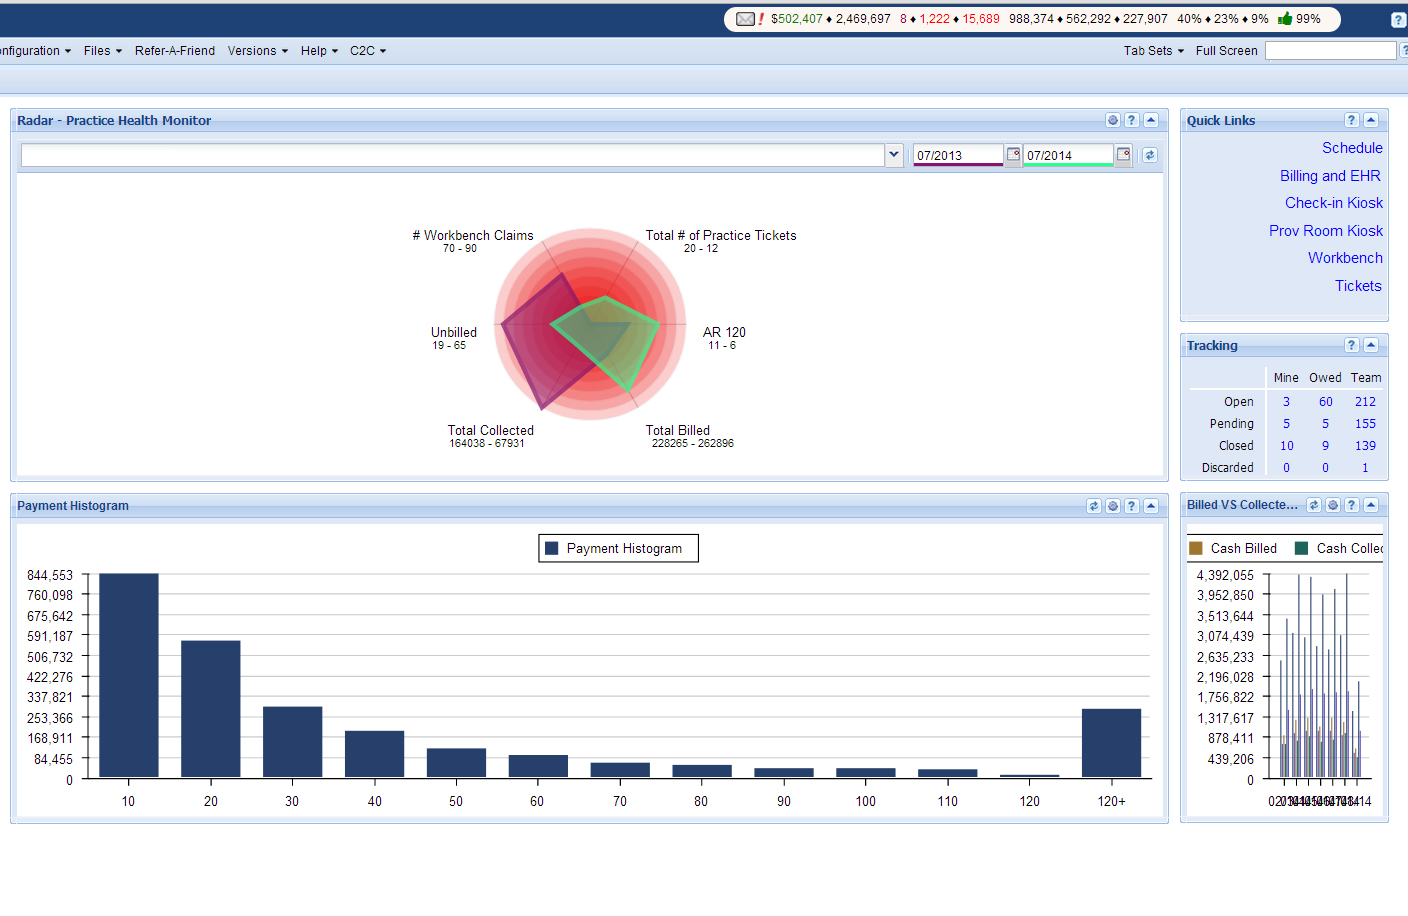 ! $502,407 ♦ 2,469,697 8 ♦ 1,222 ♦ 15,689 988,374 ♦ 562,292 ♦ 227,907 40% ♦ 23% ♦ 9% 99% ?
onfiguration Files Refer-A-Friend Versions Help C2C Tab Sets Full Screen ?
Radar - Practice Health Monitor ?
07/2013 07/2014
# Workbench Claims
70 - 90
Total # of Practice Tickets
20 - 12
Unbilled
19 - 65
AR 120
11 - 6
Total Collected
164038 - 67931
Total Billed
228265 - 262896
Quick Links ?
Schedule
Billing and EHR
Check-in Kiosk
Prov Room Kiosk
Workbench
Tickets
Tracking ?
Mine Owed Team
Open 3 60 212
Pending 5 5 155
Closed 10 9 139
Discarded 0 0 1
Payment Histogram ?
Payment Histogram
844,553
760,098
675,642
591,187
506,732
422,276
337,821
253,366
168,911
84,455
0
10 20 30 40 50 60 70 80 90 100 110 120 120+
Billed VS Collecte... ?
Cash Billed Cash Collec
4,392,055
3,952,850
3,513,644
3,074,439
2,635,233
2,196,028
1,756,822
1,317,617
878,411
439,206
0